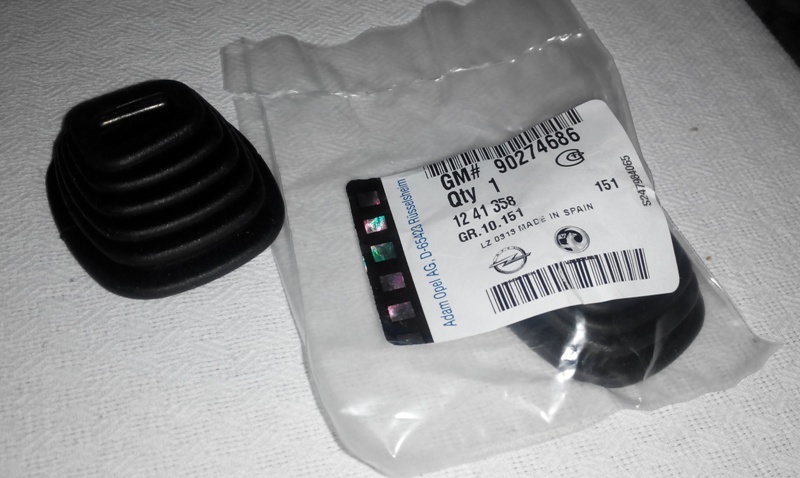 GM# 90274686
Qty 1
12 41 358
GR.10.151
151
LZ 0313 MADE IN SPAIN
Adam Opel AG, D-65423 Rüsselsheim
S247984065